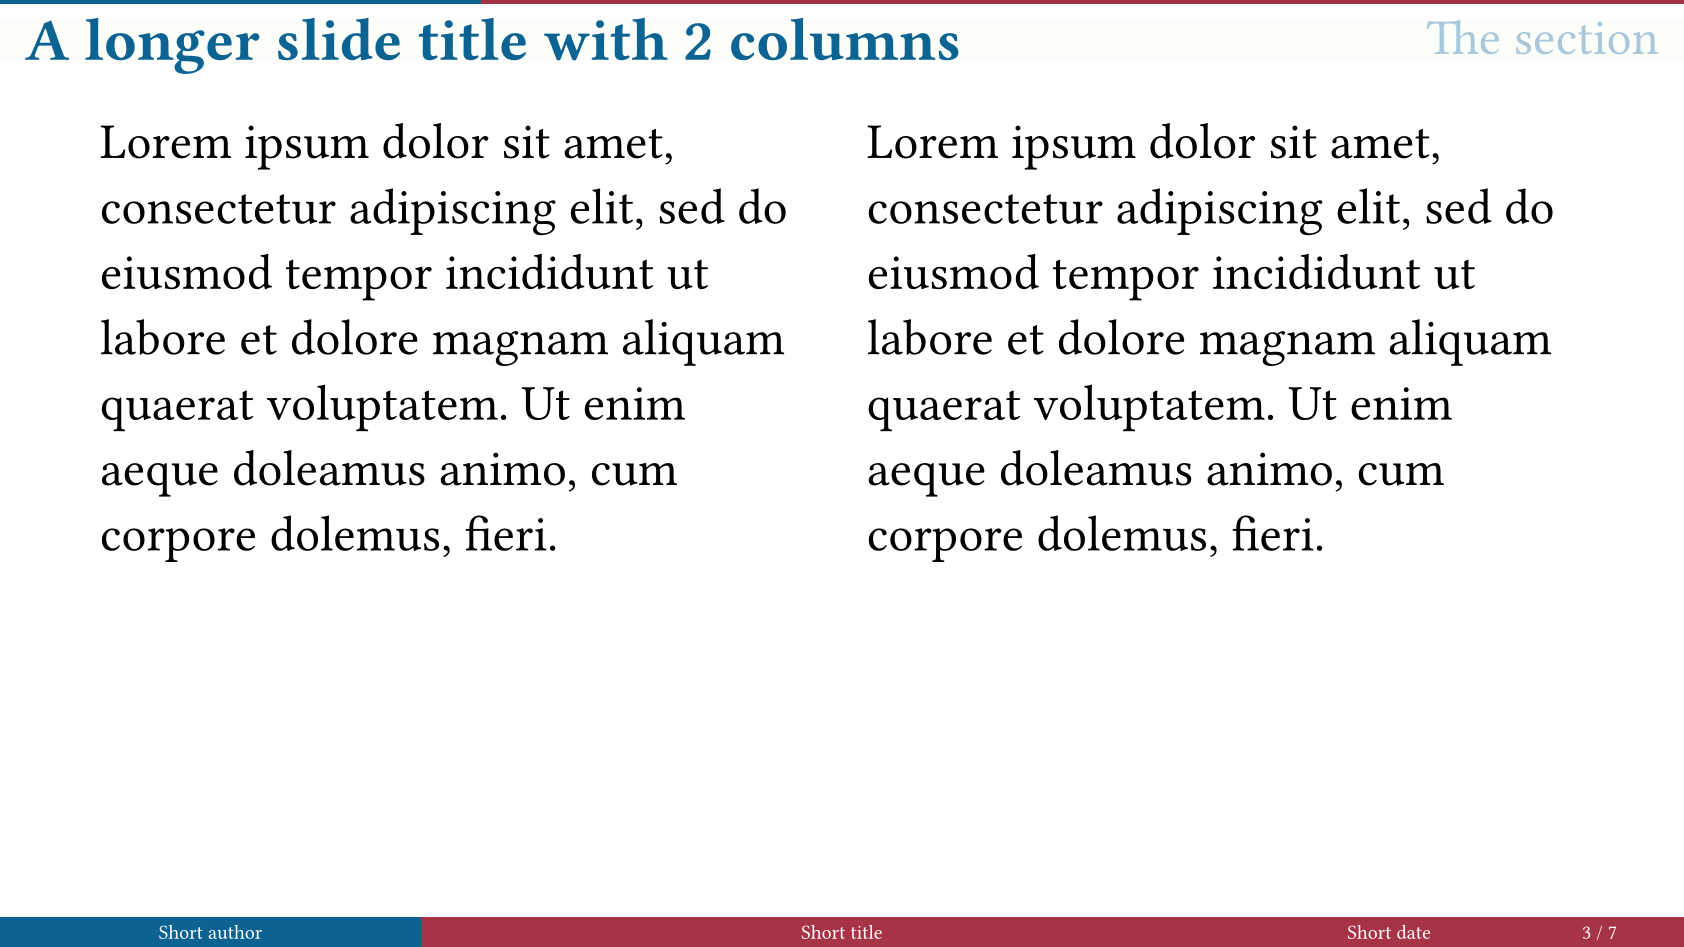 A longer slide title with 2 columns
The section
Lorem ipsum dolor sit amet,
consectetur adipiscing elit, sed do
eiusmod tempor incididunt ut
labore et dolore magnam aliquam
quaerat voluptatem. Ut enim
aeque doleamus animo, cum
corpore dolemus, fieri.
Lorem ipsum dolor sit amet,
consectetur adipiscing elit, sed do
eiusmod tempor incididunt ut
labore et dolore magnam aliquam
quaerat voluptatem. Ut enim
aeque doleamus animo, cum
corpore dolemus, fieri.
Short author
Short title
Short date
3 / 7